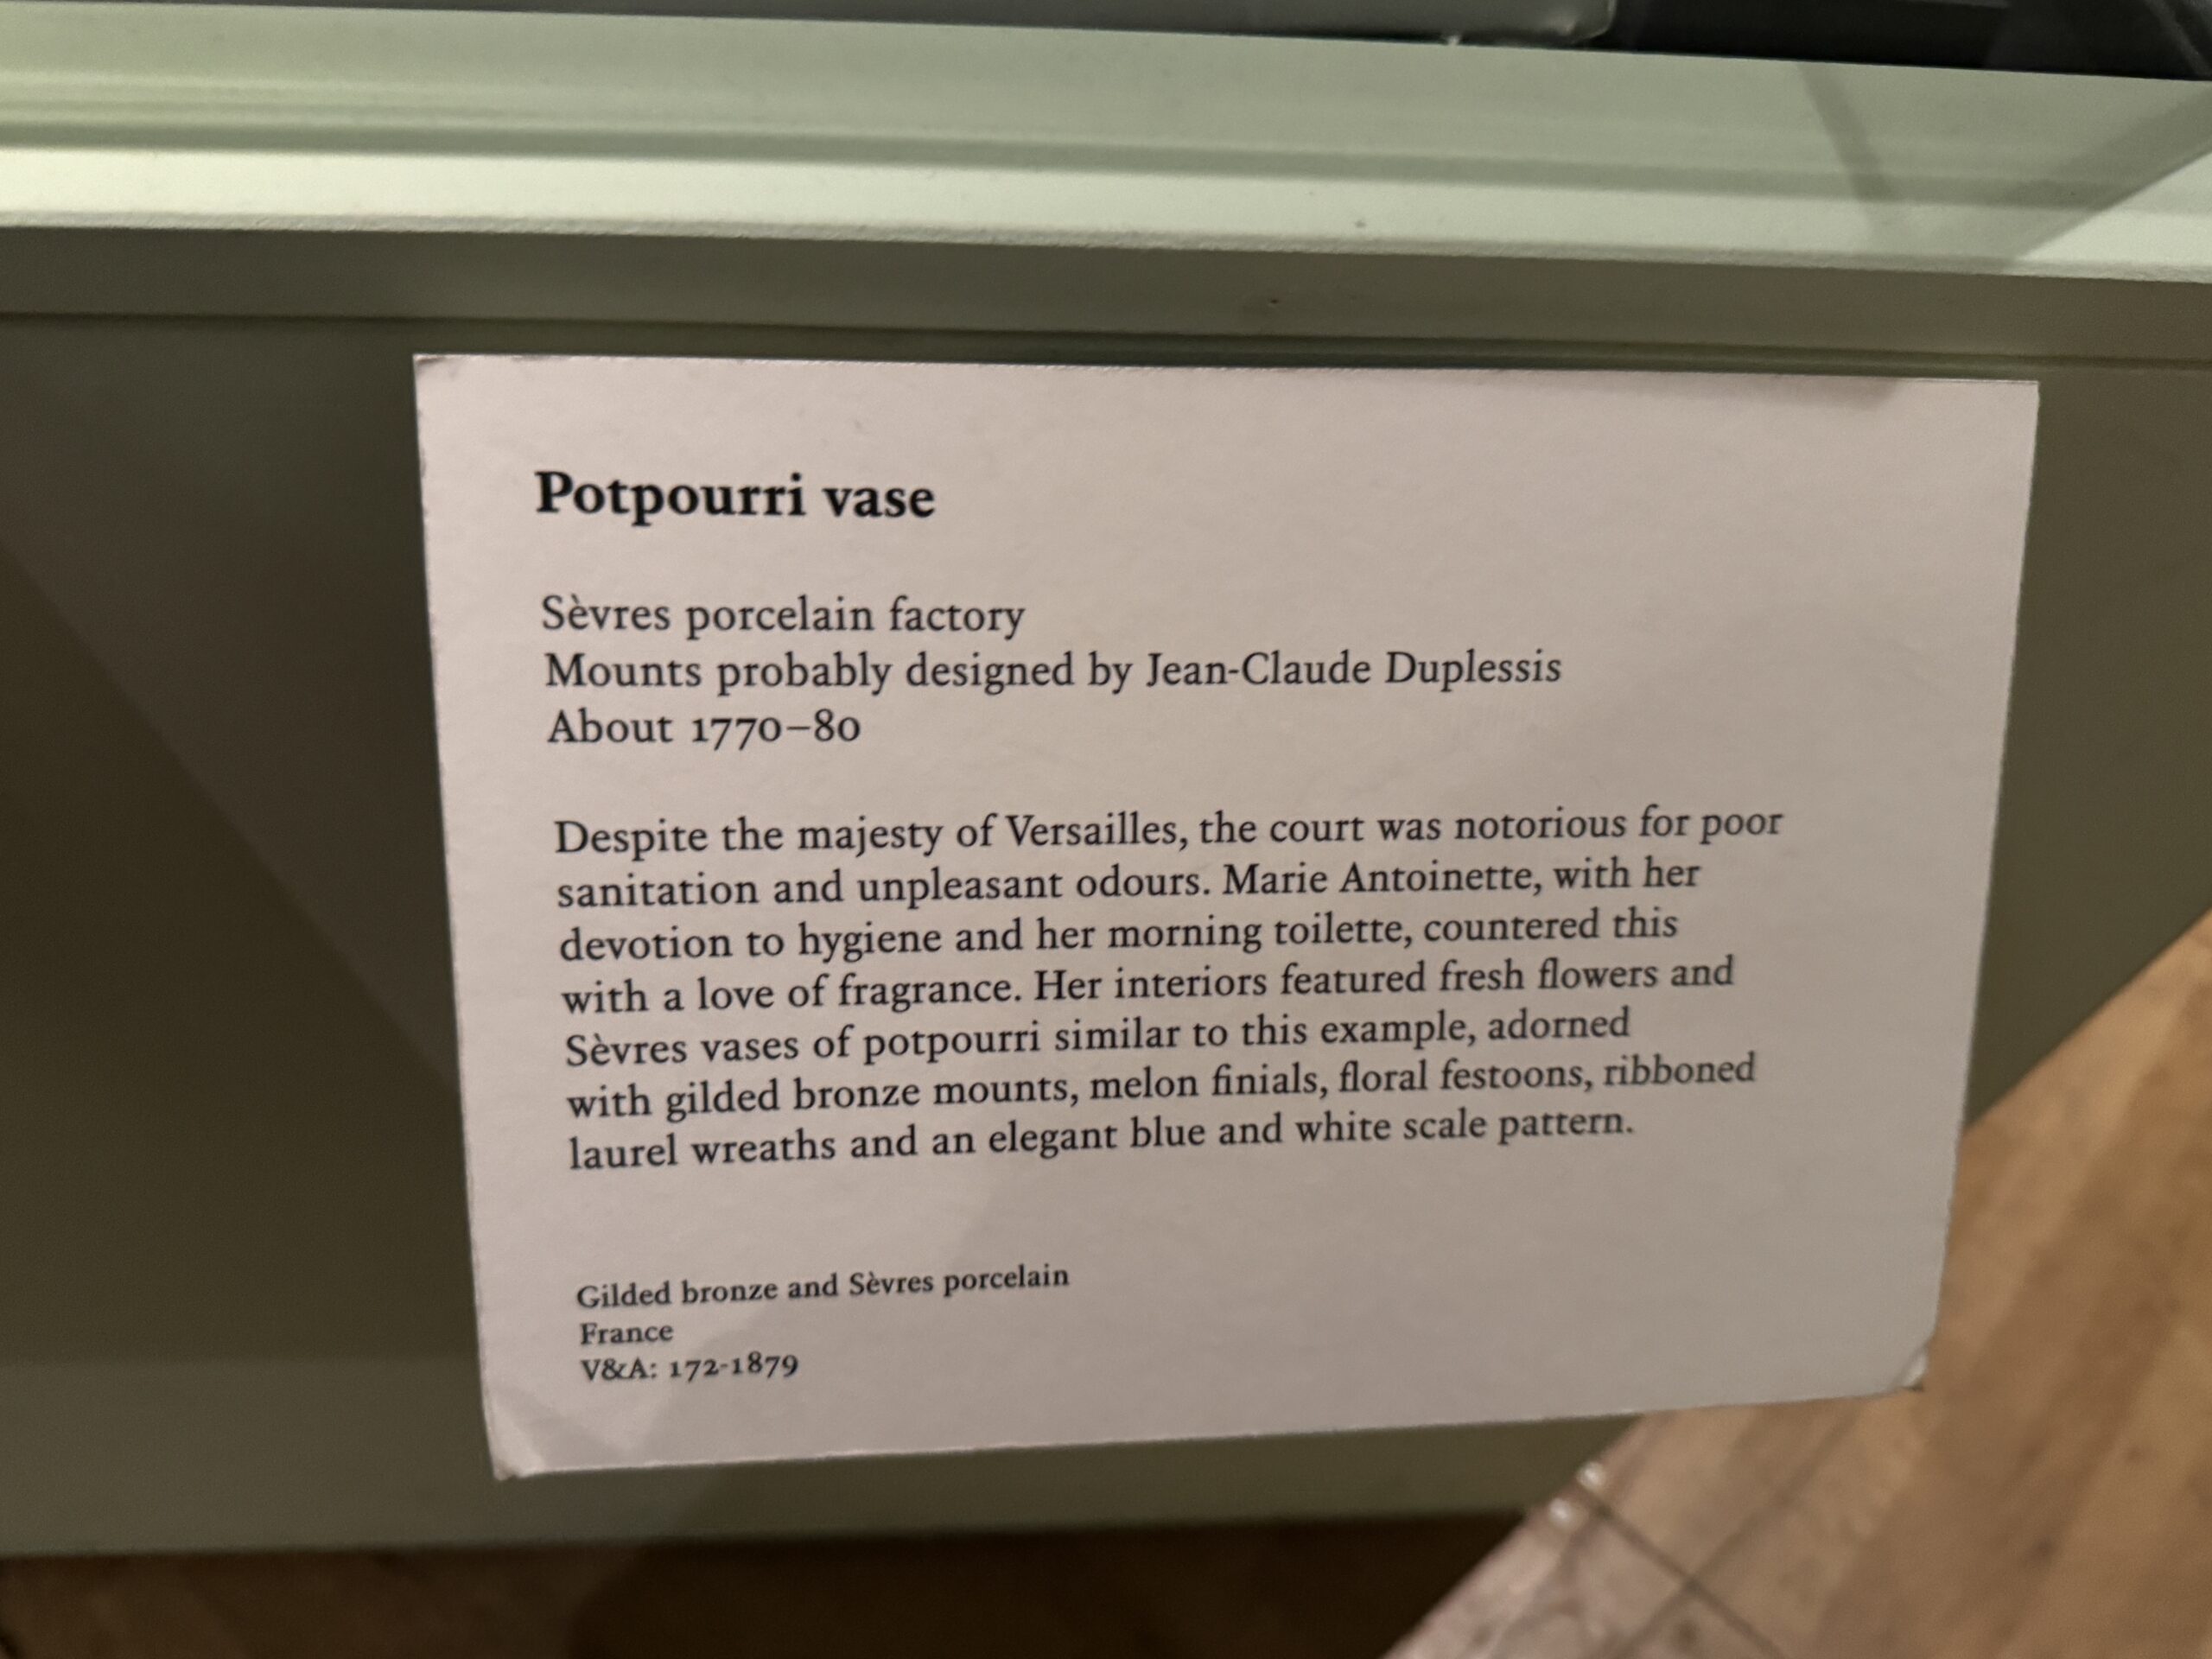 Potpourri vase
Sèvres porcelain factory
Mounts probably designed by Jean-Claude Duplessis
About 1770–80
Despite the majesty of Versailles, the court was notorious for poor
sanitation and unpleasant odours. Marie Antoinette, with her
devotion to hygiene and her morning toilette, countered this
with a love of fragrance. Her interiors featured fresh flowers and
Sèvres vases of potpourri similar to this example, adorned
with gilded bronze mounts, melon finials, floral festoons, ribboned
laurel wreaths and an elegant blue and white scale pattern.
Gilded bronze and Sèvres porcelain
France
V&A: 172-1879